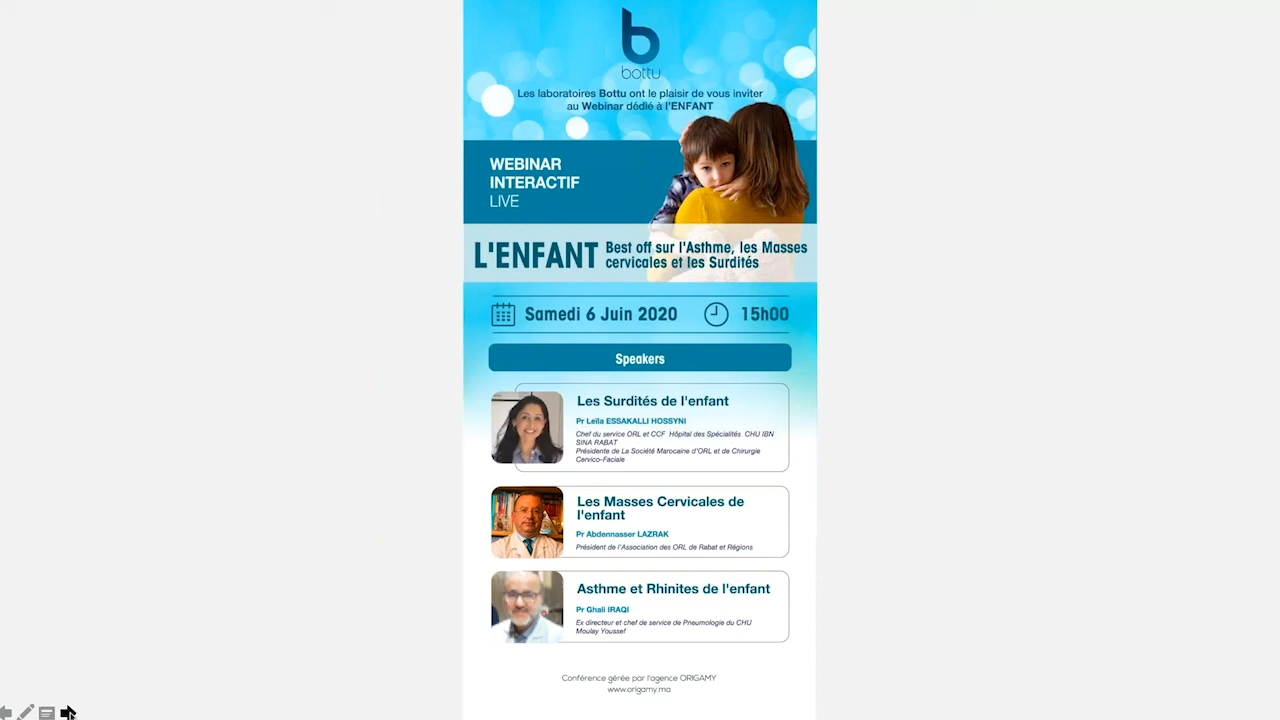 bottu
Les laboratoires Bottu ont le plaisir de vous inviter
au Webinar dédié à l'ENFANT
WEBINAR
INTERACTIF
LIVE
L'ENFANT
Best off sur l'Asthme, les Masses
cervicales et les Surdités
Samedi 6 Juin 2020
15h00
Speakers
Les Surdités de l'enfant
Pr Leïla ESSAKALLI HOSSYNI
Chef du service ORL et CCF Hôpital des Spécialités CHU IBN
SINA RABAT
Présidente de La Société Marocaine d'ORL et de Chirurgie
Cervico-Faciale
Les Masses Cervicales de
l'enfant
Pr Abdennasser LAZRAK
Président de l'Association des ORL de Rabat et Régions
Asthme et Rhinites de l'enfant
Pr Ghali IRAQI
Ex directeur et chef de service de Pneumologie du CHU
Moulay Youssef
Conférence gérée par l'agence ORIGAMY
www.origamy.ma